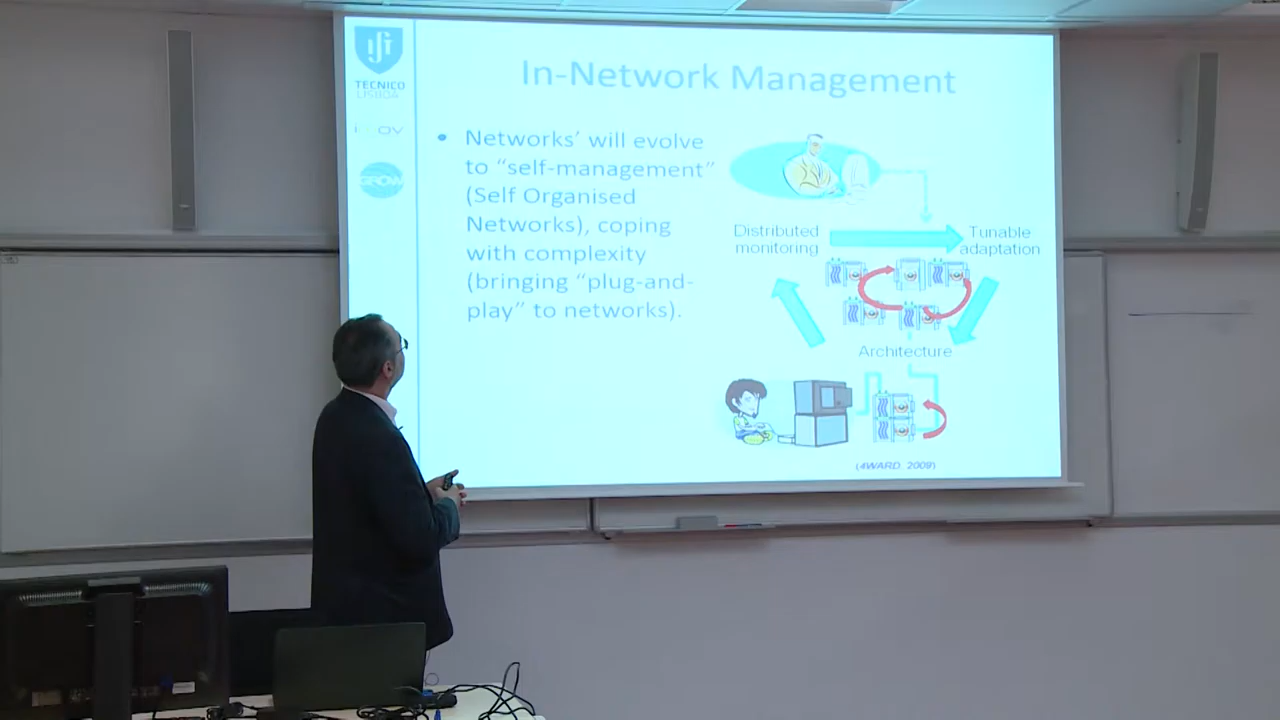 TECNICO
LISBOA
In-Network Management
• Networks' will evolve
to “self-management”
(Self Organised
Networks), coping
with complexity
(bringing “plug-and-
play” to networks).
Distributed
monitoring
Tunable
adaptation
Architecture
(4WARD, 2009)